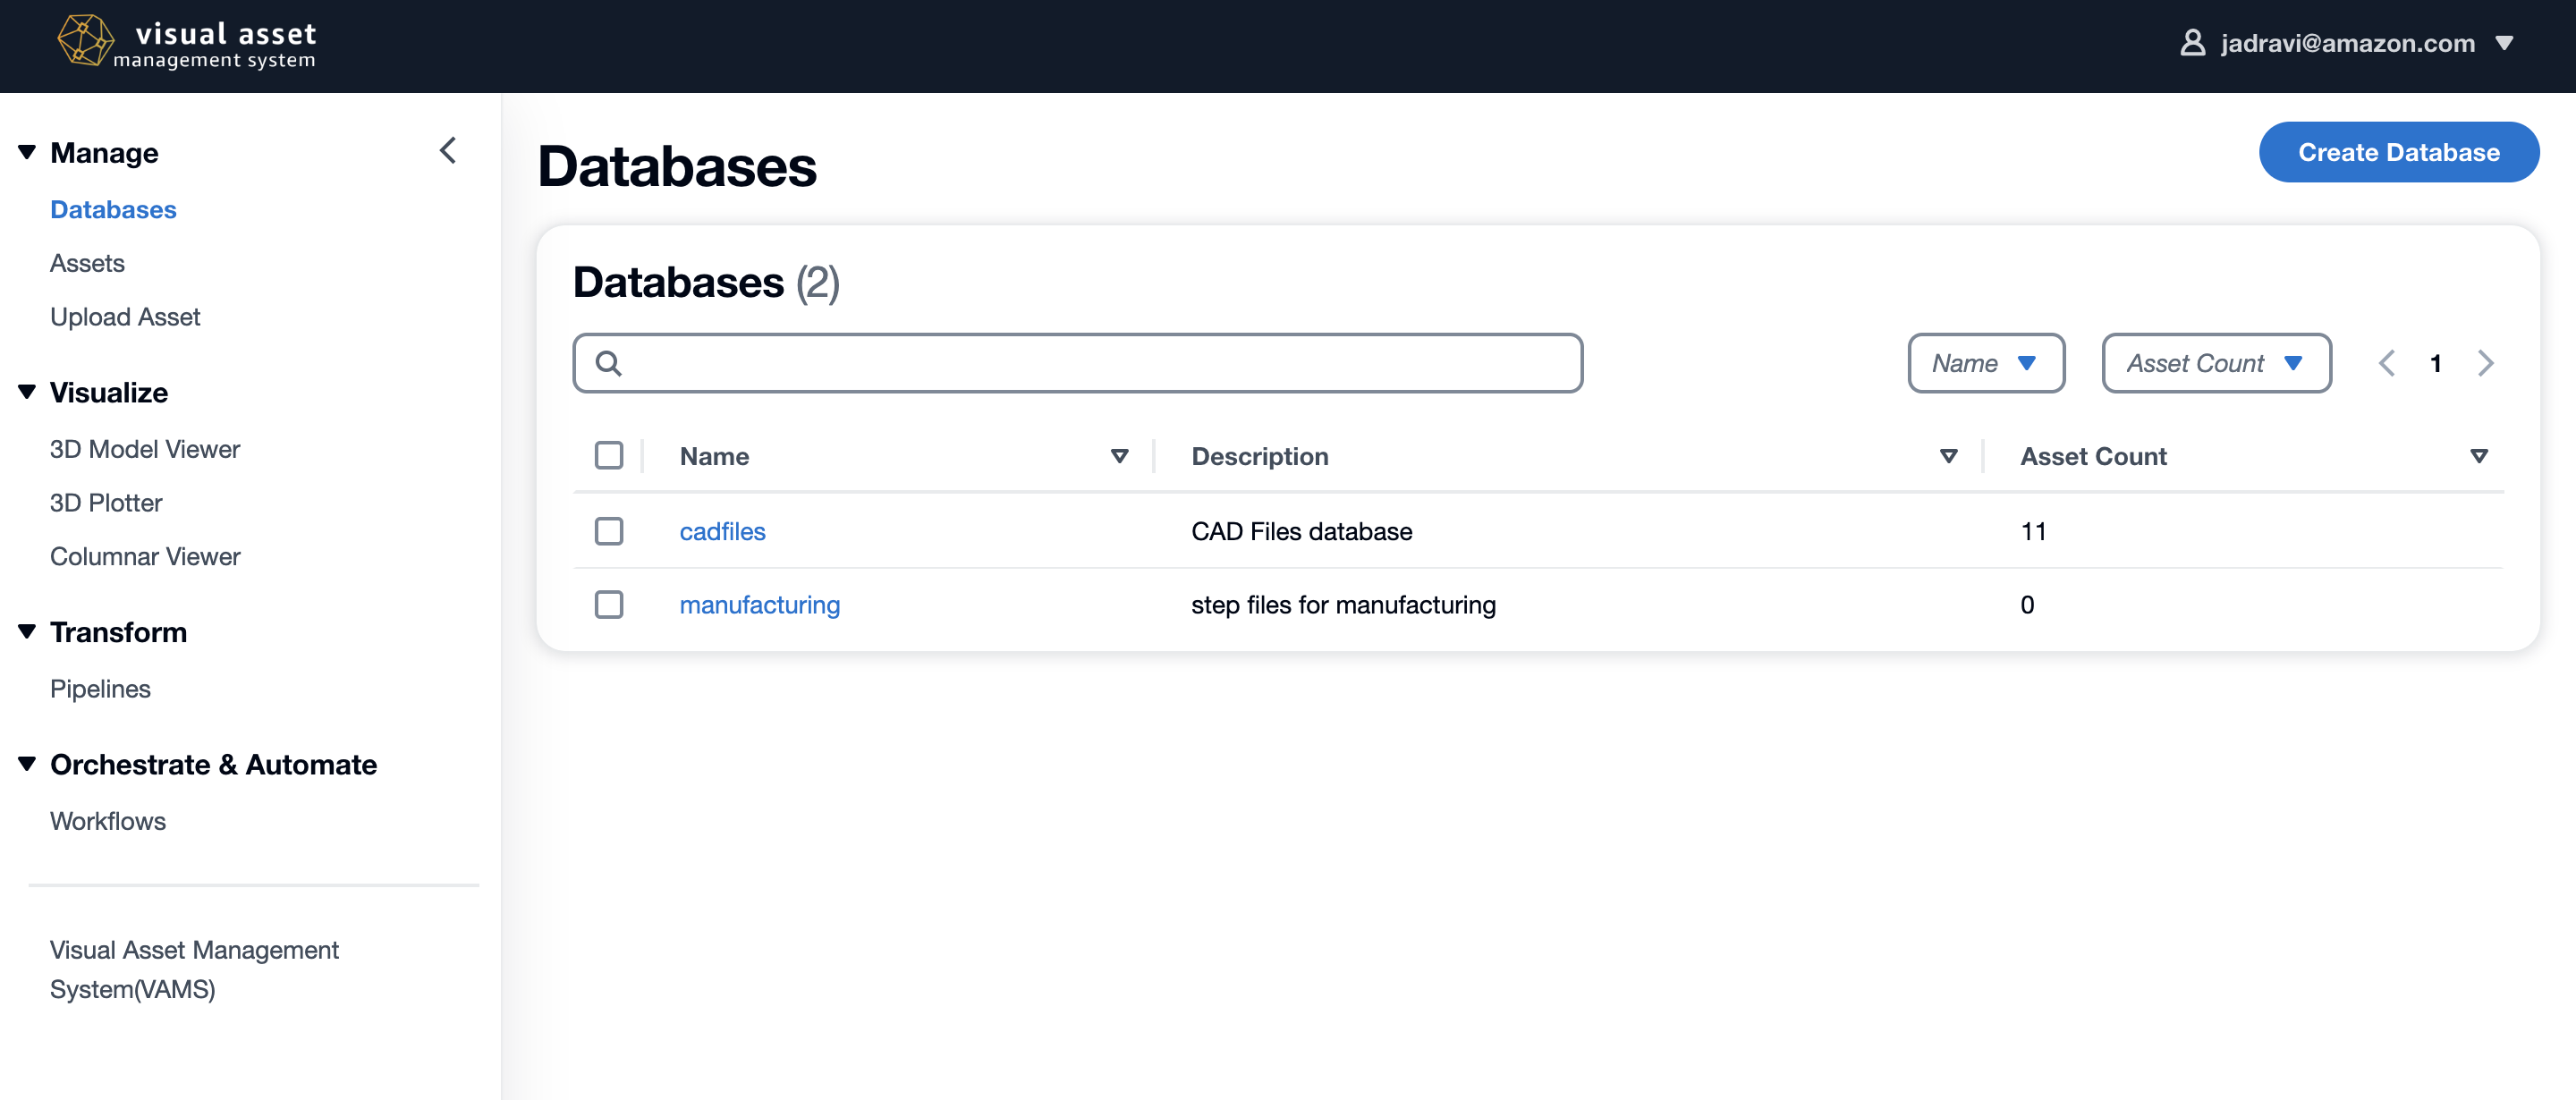 visual asset
management system
jadravi@amazon.com
Manage
Databases
Assets
Upload Asset
Visualize
3D Model Viewer
3D Plotter
Columnar Viewer
Transform
Pipelines
Orchestrate & Automate
Workflows
Visual Asset Management
System(VAMS)
Databases
Create Database
Databases (2)
Name
Asset Count
1
Name Description Asset Count
cadfiles CAD Files database 11
manufacturing step files for manufacturing 0